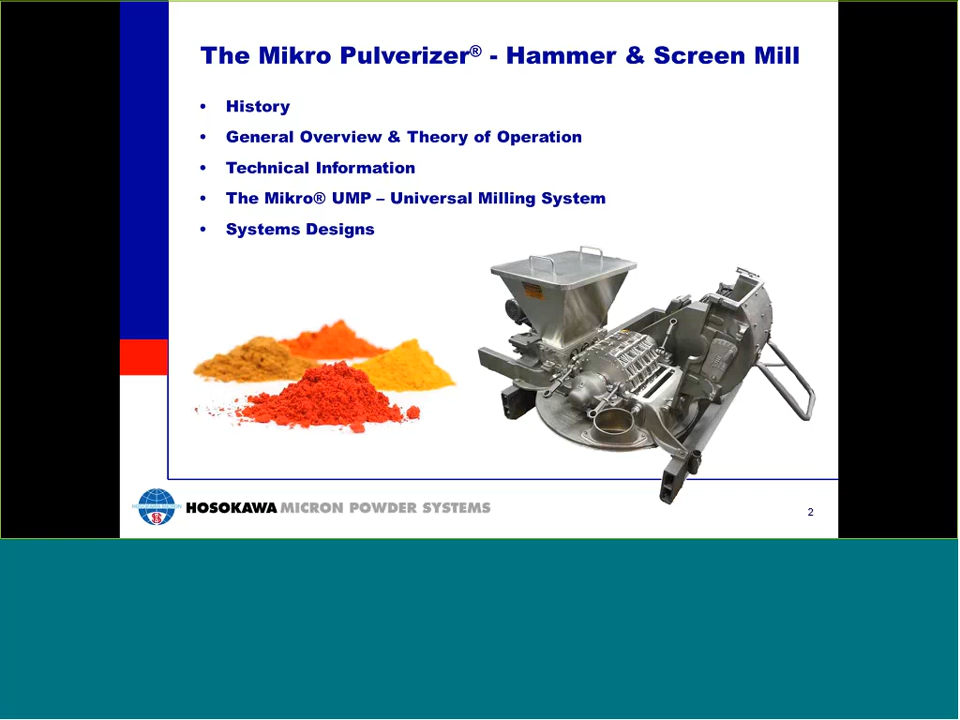 The Mikro Pulverizer® - Hammer & Screen Mill
• History
• General Overview & Theory of Operation
• Technical Information
• The Mikro® UMP – Universal Milling System
• Systems Designs
HOSOKAWA MICRON POWDER SYSTEMS
2